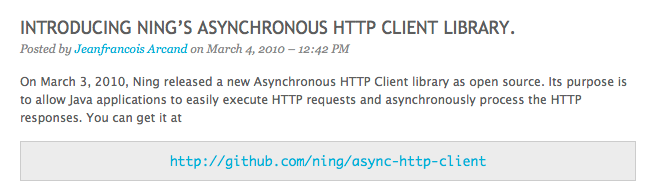 INTRODUCING NING’S ASYNCHRONOUS HTTP CLIENT LIBRARY.
Posted by Jeanfrancois Arcand on March 4, 2010 – 12:42 PM
On March 3, 2010, Ning released a new Asynchronous HTTP Client library as open source. Its purpose is
to allow Java applications to easily execute HTTP requests and asynchronously process the HTTP
responses. You can get it at
http://github.com/ning/async-http-client